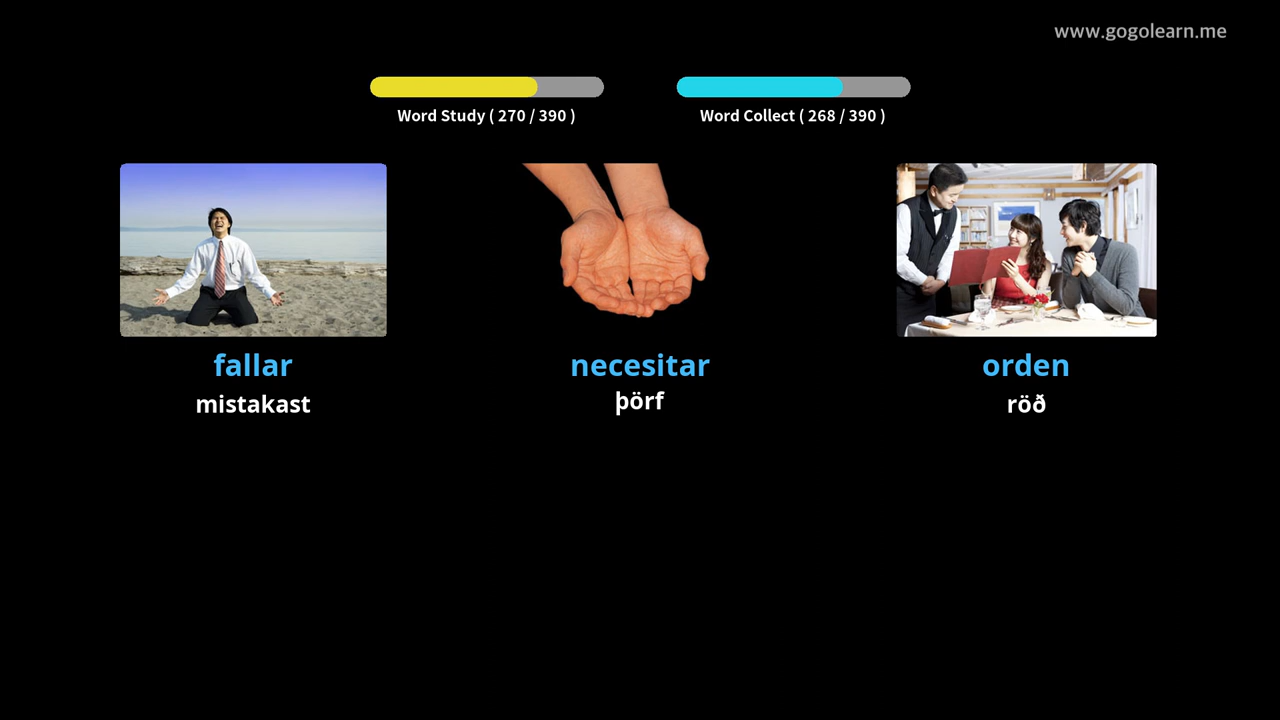 www.gogolearn.me
Word Study ( 270 / 390 )
Word Collect ( 268 / 390 )
fallar
mistakast
necesitar
þörf
orden
röð